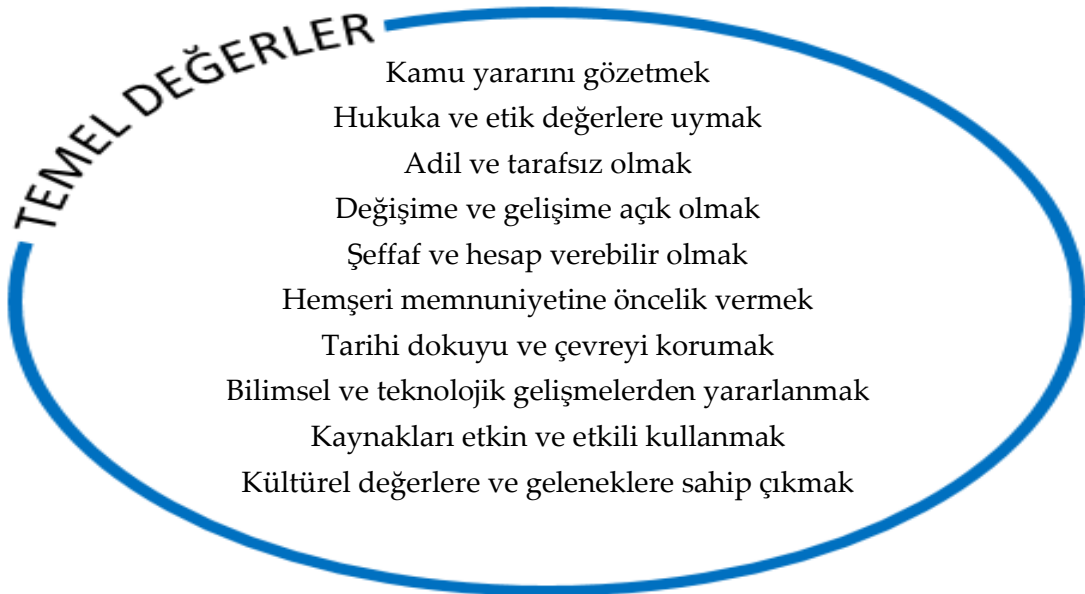 TEMEL DEĞERLER
Kamu yararını gözetmek
Hukuka ve etik değerlere uymak
Adil ve tarafsız olmak
Değişime ve gelişime açık olmak
Şeffaf ve hesap verebilir olmak
Hemşeri memnuniyetine öncelik vermek
Tarihi dokuyu ve çevreyi korumak
Bilimsel ve teknolojik gelişmelerden yararlanmak
Kaynakları etkin ve etkili kullanmak
Kültürel değerlere ve geleneklere sahip çıkmak